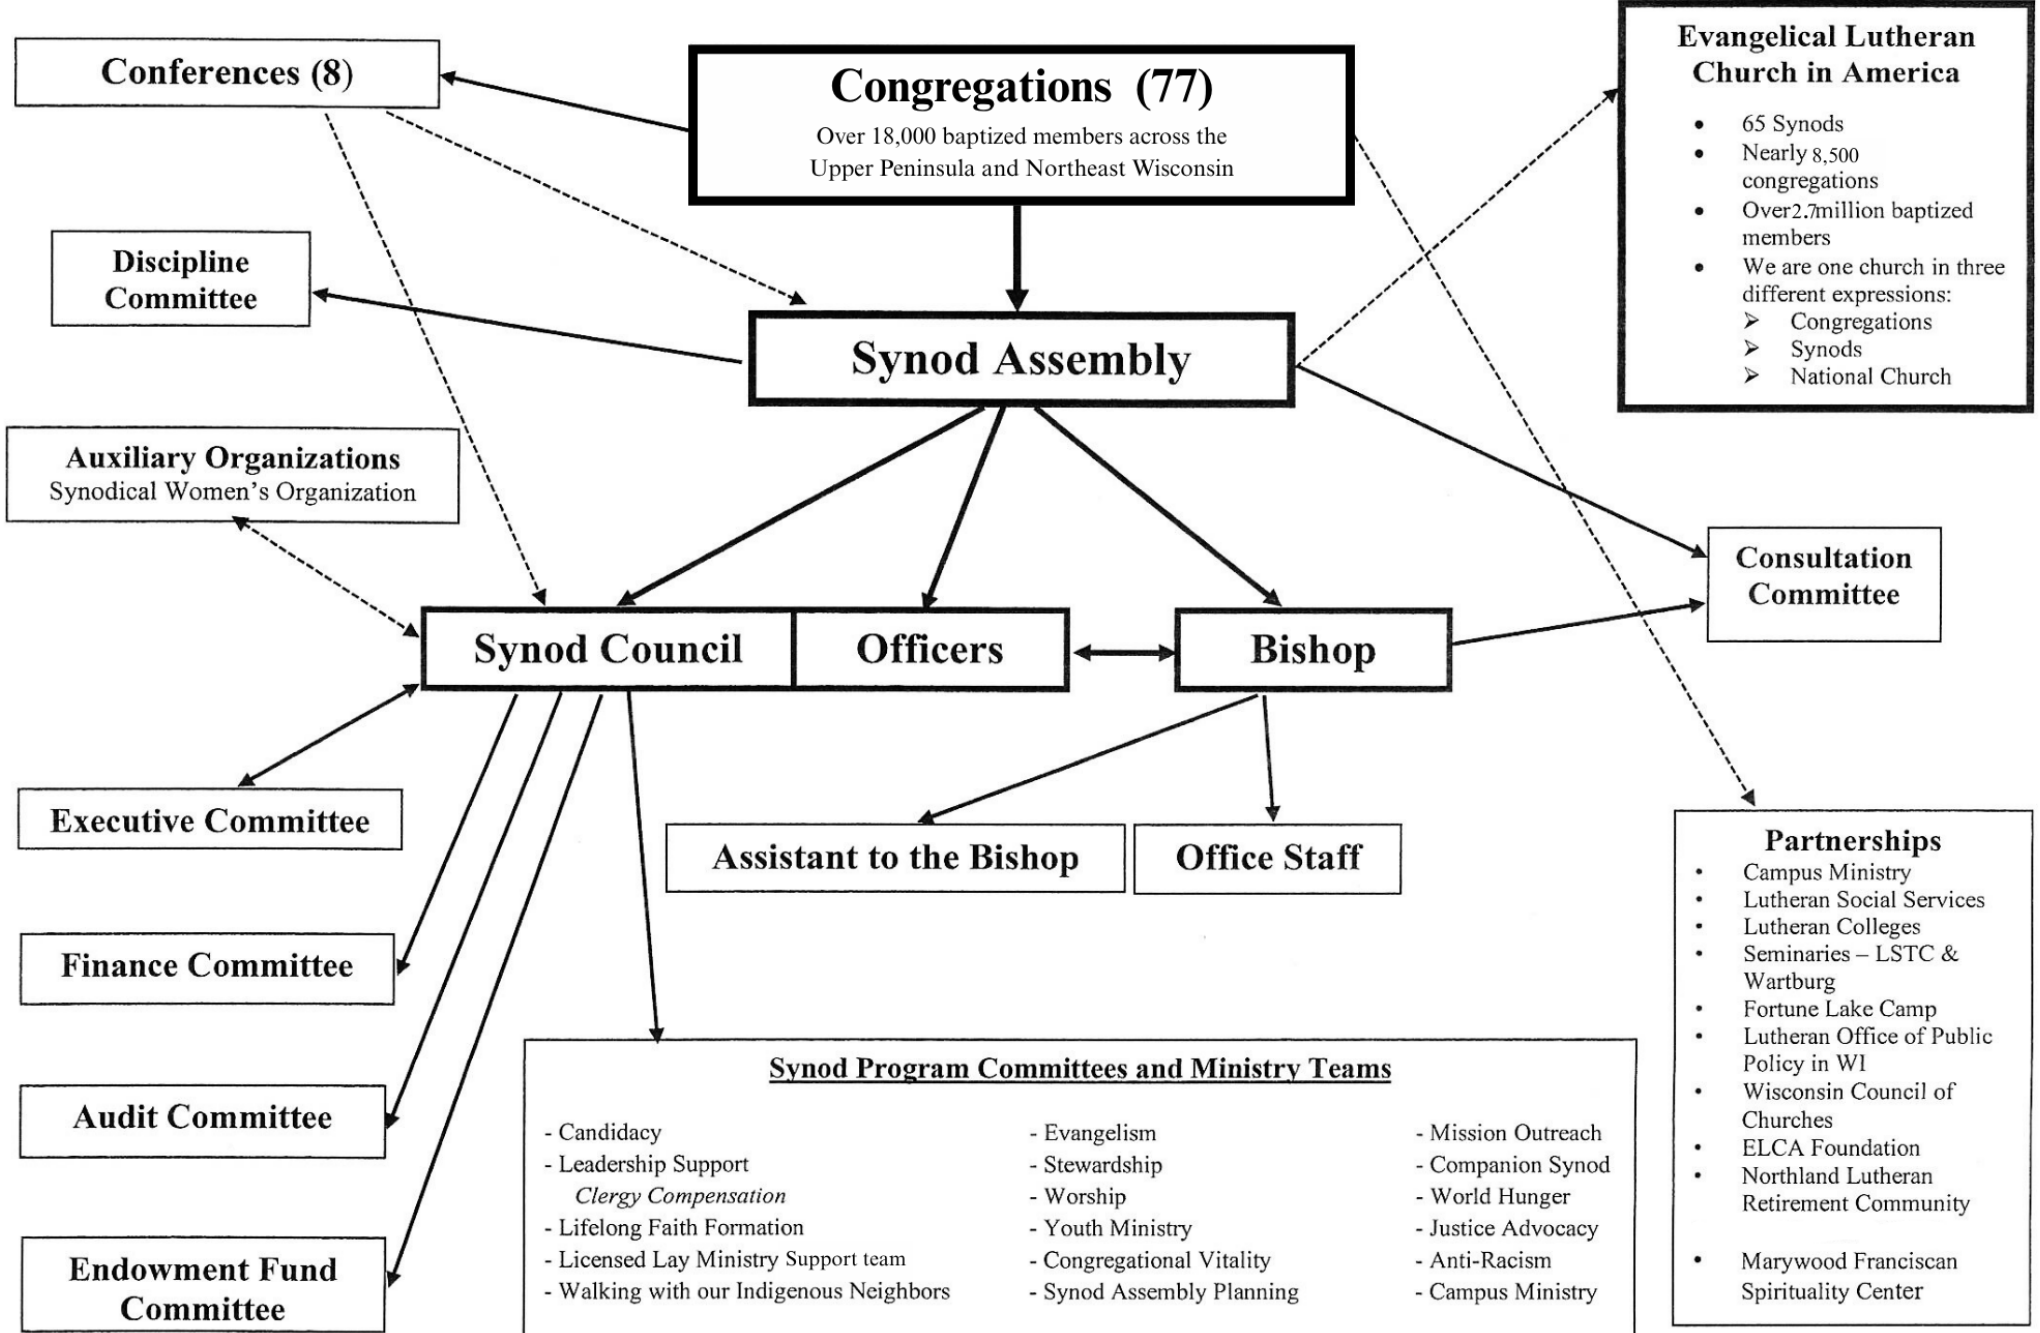 Conferences (8)
Congregations (77)
Over 18,000 baptized members across the
Upper Peninsula and Northeast Wisconsin
Evangelical Lutheran
Church in America
• 65 Synods
• Nearly 8,500
congregations
• Over2.7million baptized
members
• We are one church in three
different expressions:
➢ Congregations
➢ Synods
➢ National Church
Discipline
Committee
Synod Assembly
Auxiliary Organizations
Synodical Women's Organization
Consultation
Committee
Synod Council
Officers
Bishop
Executive Committee
Assistant to the Bishop
Office Staff
Finance Committee
Audit Committee
Endowment Fund
Committee
Synod Program Committees and Ministry Teams
- Candidacy
- Leadership Support
Clergy Compensation
- Lifelong Faith Formation
- Licensed Lay Ministry Support team
- Walking with our Indigenous Neighbors
- Evangelism
- Stewardship
- Worship
- Youth Ministry
- Congregational Vitality
- Synod Assembly Planning
- Mission Outreach
- Companion Synod
- World Hunger
- Justice Advocacy
- Anti-Racism
- Campus Ministry
Partnerships
• Campus Ministry
• Lutheran Social Services
• Lutheran Colleges
• Seminaries – LSTC &
Wartburg
• Fortune Lake Camp
• Lutheran Office of Public
Policy in WI
• Wisconsin Council of
Churches
• ELCA Foundation
• Northland Lutheran
Retirement Community
• Marywood Franciscan
Spirituality Center